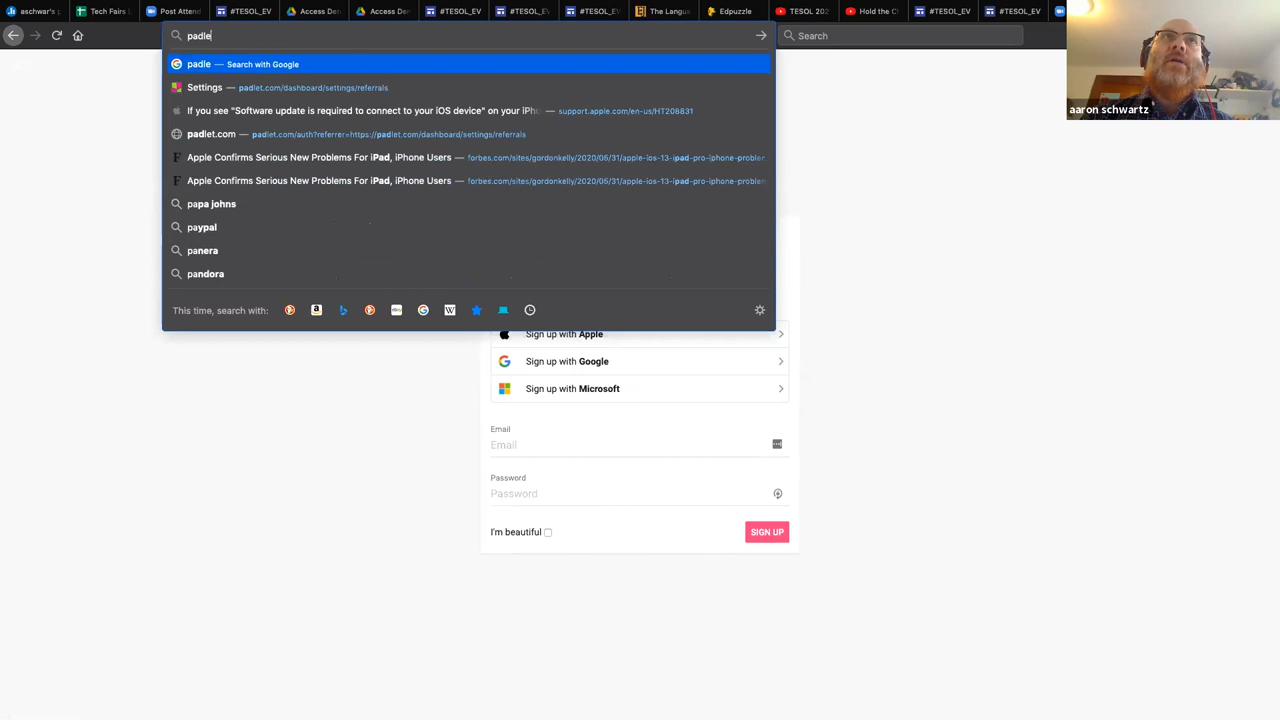 aschwar's p
Tech Fairs L
Post Attend
#TESOL_EV
Access Den
Access Den
#TESOL_EV
#TESOL_EV
#TESOL_EV
The Langua
Edpuzzle
TESOL 202
Hold the Cl
#TESOL_EV
#TESOL_EV
padle
Search
padle — Search with Google
Settings — padlet.com/dashboard/settings/referrals
If you see "Software update is required to connect to your iOS device" on your iPho — support.apple.com/en-us/HT208831
padlet.com — padlet.com/auth?referrer=https://padlet.com/dashboard/settings/referrals
Apple Confirms Serious New Problems For iPad, iPhone Users — forbes.com/sites/gordonkelly/2020/05/31/apple-ios-13-ipad-pro-iphone-problem
Apple Confirms Serious New Problems For iPad, iPhone Users — forbes.com/sites/gordonkelly/2020/05/31/apple-ios-13-ipad-pro-iphone-problem
papa johns
paypal
panera
pandora
This time, search with:
aaron schwartz
Sign up with Apple
Sign up with Google
Sign up with Microsoft
Email
Email
Password
Password
I'm beautiful
SIGN UP